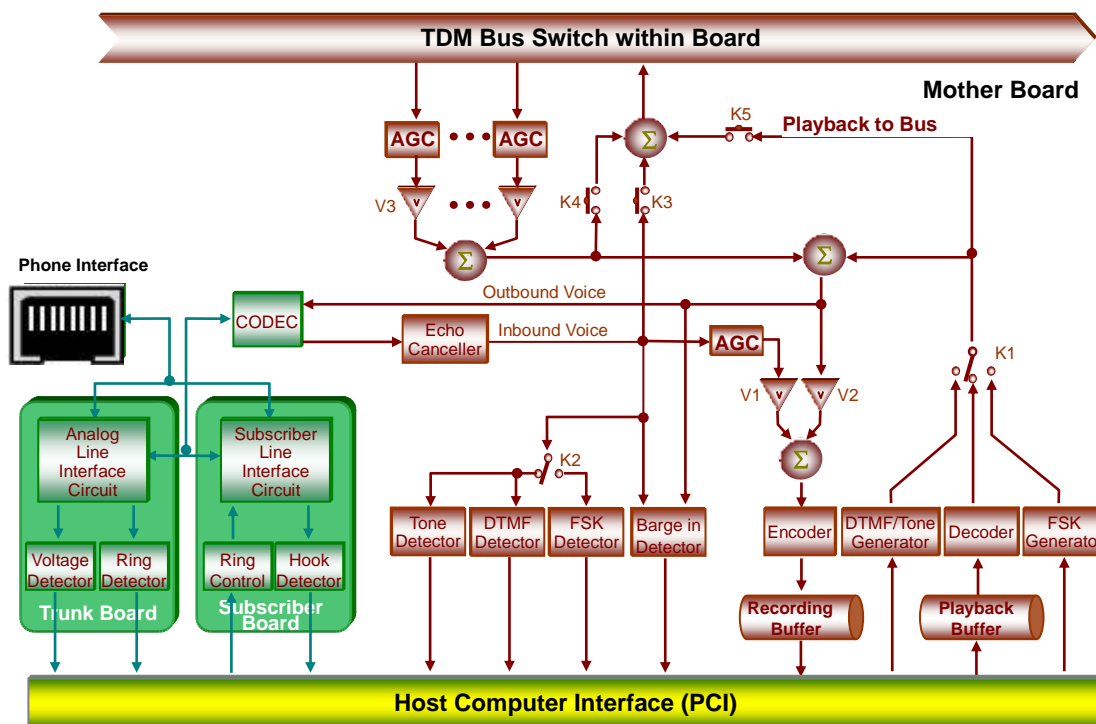 TDM Bus Switch within Board
Mother Board
K5
Playback to Bus
AGC
AGC
Σ
V3
v
v
K4
K3
Σ
Σ
Phone Interface
Outbound Voice
CODEC
Echo
Canceller
Inbound Voice
AGC
K1
V1
v
v
V2
Analog
Line
Interface
Circuit
Subscriber
Line
Interface
Circuit
Σ
K2
Tone
Detector
DTMF
Detector
FSK
Detector
Barge in
Detector
Encoder
DTMF/Tone
Generator
Decoder
FSK
Generator
Voltage
Detector
Ring
Detector
Ring
Control
Hook
Detector
Trunk Board
Subscriber
Board
Recording
Buffer
Playback
Buffer
Host Computer Interface (PCI)